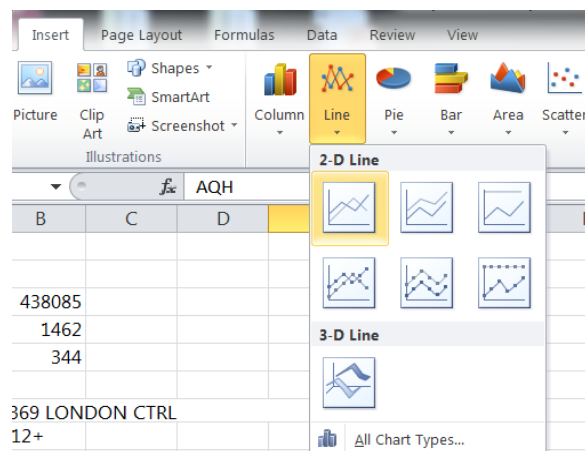 Insert Page Layout Formulas Data Review View
Picture
Clip Art
Shapes
SmartArt
Screenshot
Illustrations
Column
Line
Pie
Bar
Area
Scatter
fx AQH
B C D
2-D Line
438085
1462
344
3-D Line
369 LONDON CTRL
12+
All Chart Types...